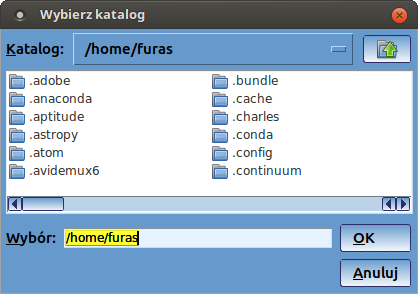 Wybierz katalog
Katalog: /home/furas
.adobe .bundle
.anaconda .cache
.aptitude .charles
.astropy .conda
.atom .config
.avidemux6 .continuum
Wybór: /home/furas OK
Anuluj